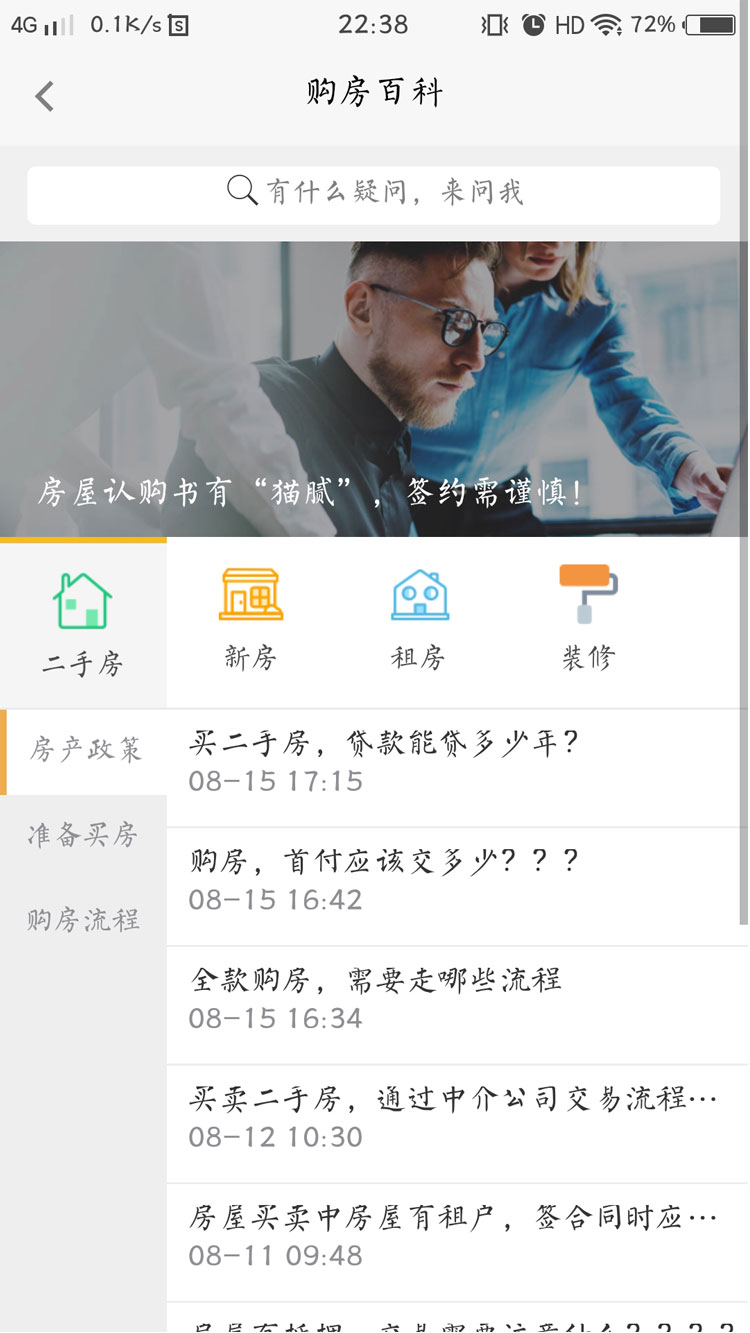 4G 0.1K/s 22:38 HD 72%
购房百科
有什么疑问，来问我
房屋认购书有“猫腻”，签约需谨慎！
二手房 新房 租房 装修
房产政策
准备买房
购房流程
买二手房，贷款能贷多少年？
08-15 17:15
购房，首付应该交多少？？？
08-15 16:42
全款购房，需要走哪些流程
08-15 16:34
买卖二手房，通过中介公司交易流程…
08-12 10:30
房屋买卖中房屋有租户，签合同时应…
08-11 09:48